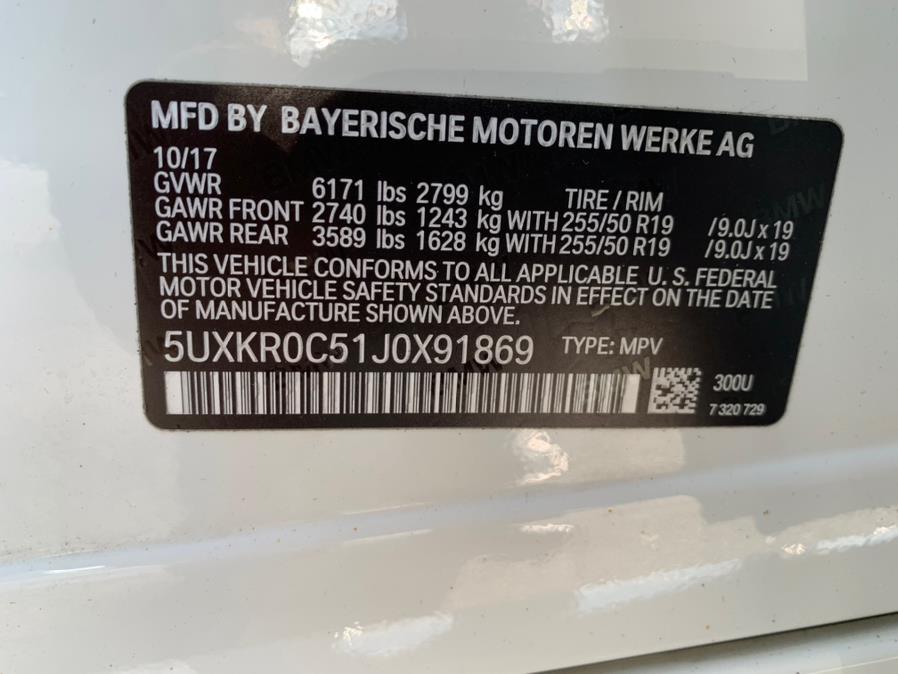 MFD BY BAYERISCHE MOTOREN WERKE AG
10/17
GVWR 6171 lbs 2799 kg TIRE / RIM
GAWR FRONT 2740 lbs 1243 kg WITH 255/50 R19 /9.0J x 19
GAWR REAR 3589 lbs 1628 kg WITH 255/50 R19 /9.0J x 19
THIS VEHICLE CONFORMS TO ALL APPLICABLE U. S. FEDERAL
MOTOR VEHICLE SAFETY STANDARDS IN EFFECT ON THE DATE
OF MANUFACTURE SHOWN ABOVE.
5UXKR0C51J0X91869 TYPE: MPV
300U
7 320 729